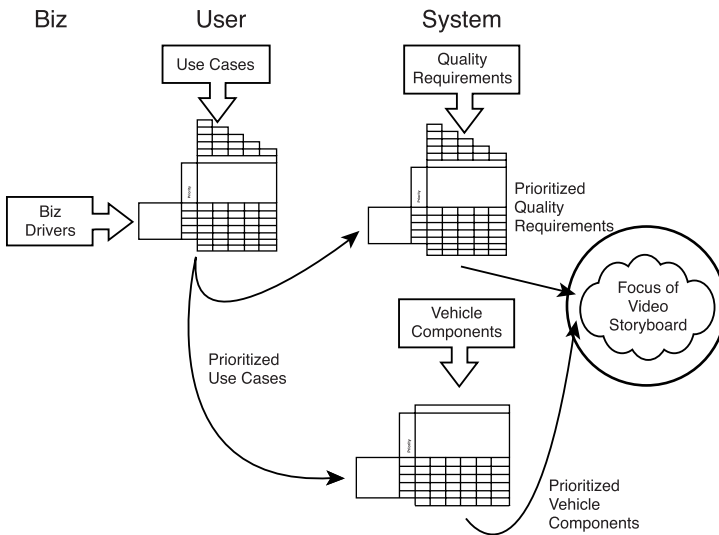 Biz
User
System
Use Cases
Quality
Requirements
Priority
Priority
Biz
Drivers
Prioritized
Quality
Requirements
Focus of
Video
Storyboard
Vehicle
Components
Prioritized
Use Cases
Priority
Prioritized
Vehicle
Components